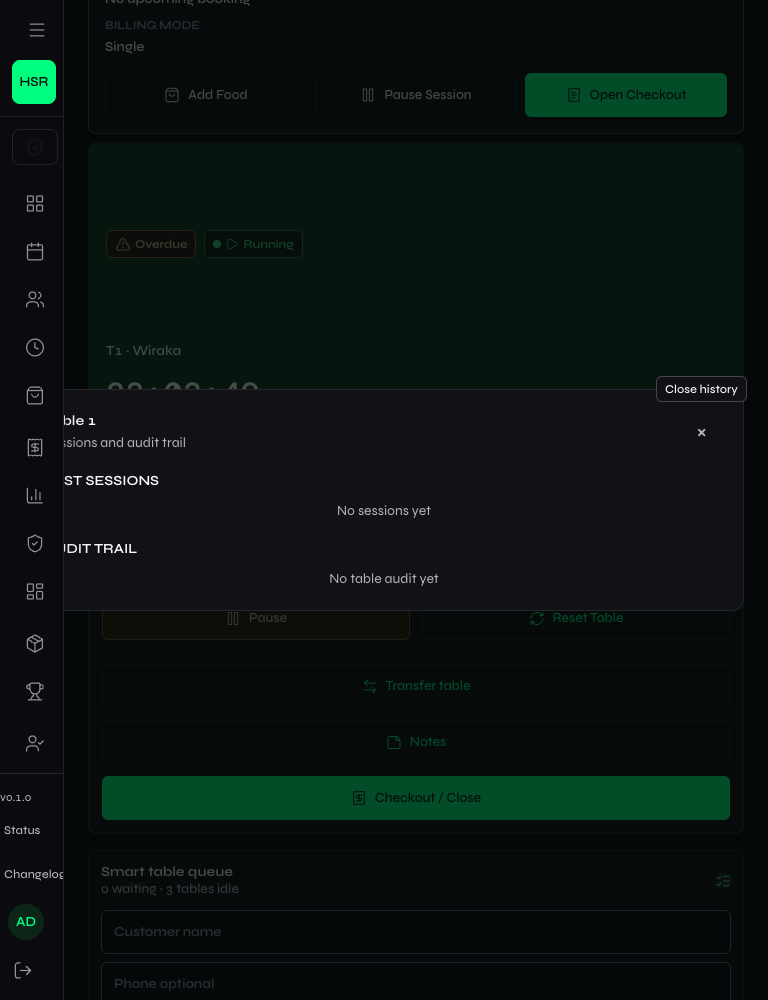 No upcoming booking
BILLING MODE
Single
HSR
Add Food
Pause Session
Open Checkout
Overdue
Running
T1 · Wiraka
Close history
ble 1
ssions and audit trail
ST SESSIONS
No sessions yet
UDIT TRAIL
No table audit yet
Pause
Reset Table
Transfer table
Notes
Checkout / Close
v0.1.0
Status
Changelog
AD
Smart table queue
0 waiting · 3 tables idle
Customer name
Phone optional